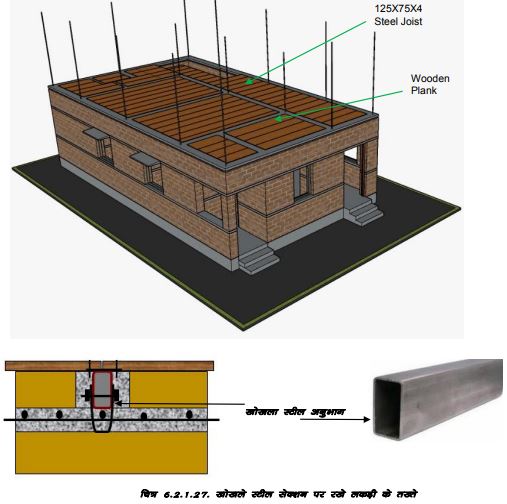 125X75X4
Steel Joist
Wooden
Plank
खोखला स्टील अनुभाग
चित्र 6.2.1.27. खोखले स्टील सेक्शन पर रखे लकड़ी के तख्ते